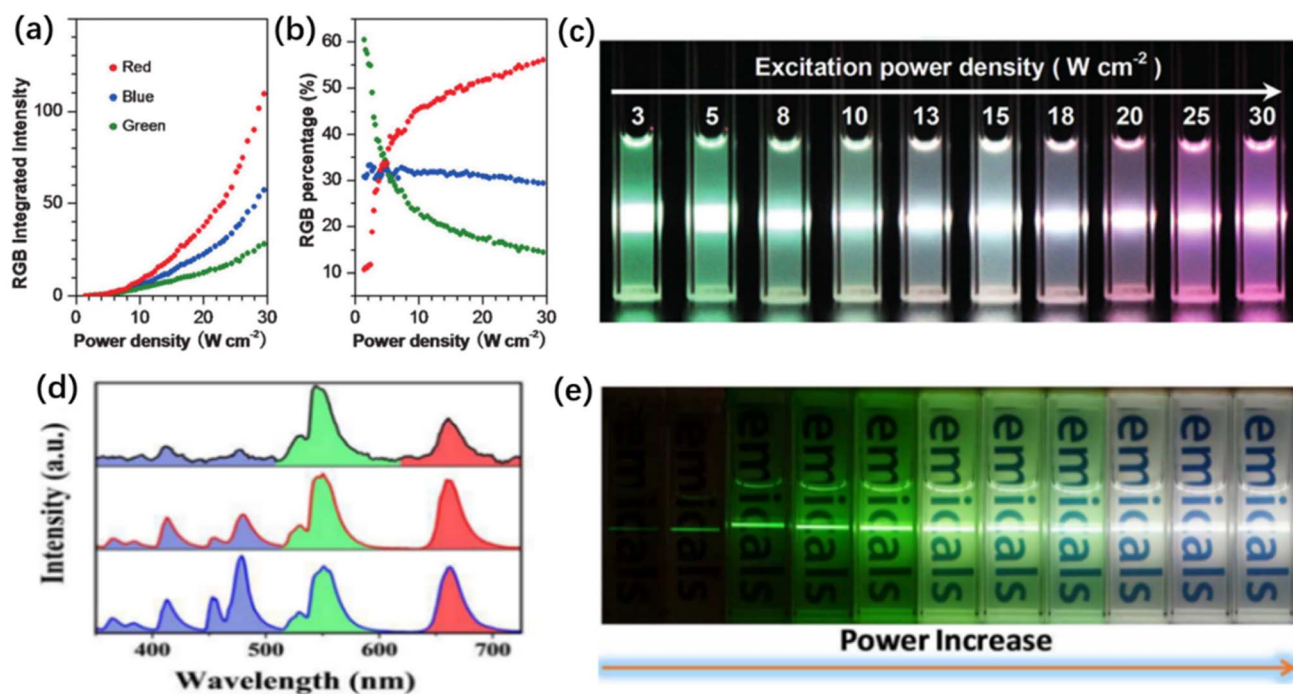 (a)
RGB Integrated Intensity
100
50
0
Red
Blue
Green
0 10 20 30
Power density (W cm-2)
(b)
RGB percentage (%)
60
50
40
30
20
10
0 10 20 30
Power density (W cm-2)
(c)
Excitation power density ( W cm-2 )
3 5 8 10 13 15 18 20 25 30
(d)
Intensity (a.u.)
400 500 600 700
Wavelength (nm)
(e)
emicals emicals emicals emicals emicals emicals emicals emicals emicals emicals emicals
Power Increase